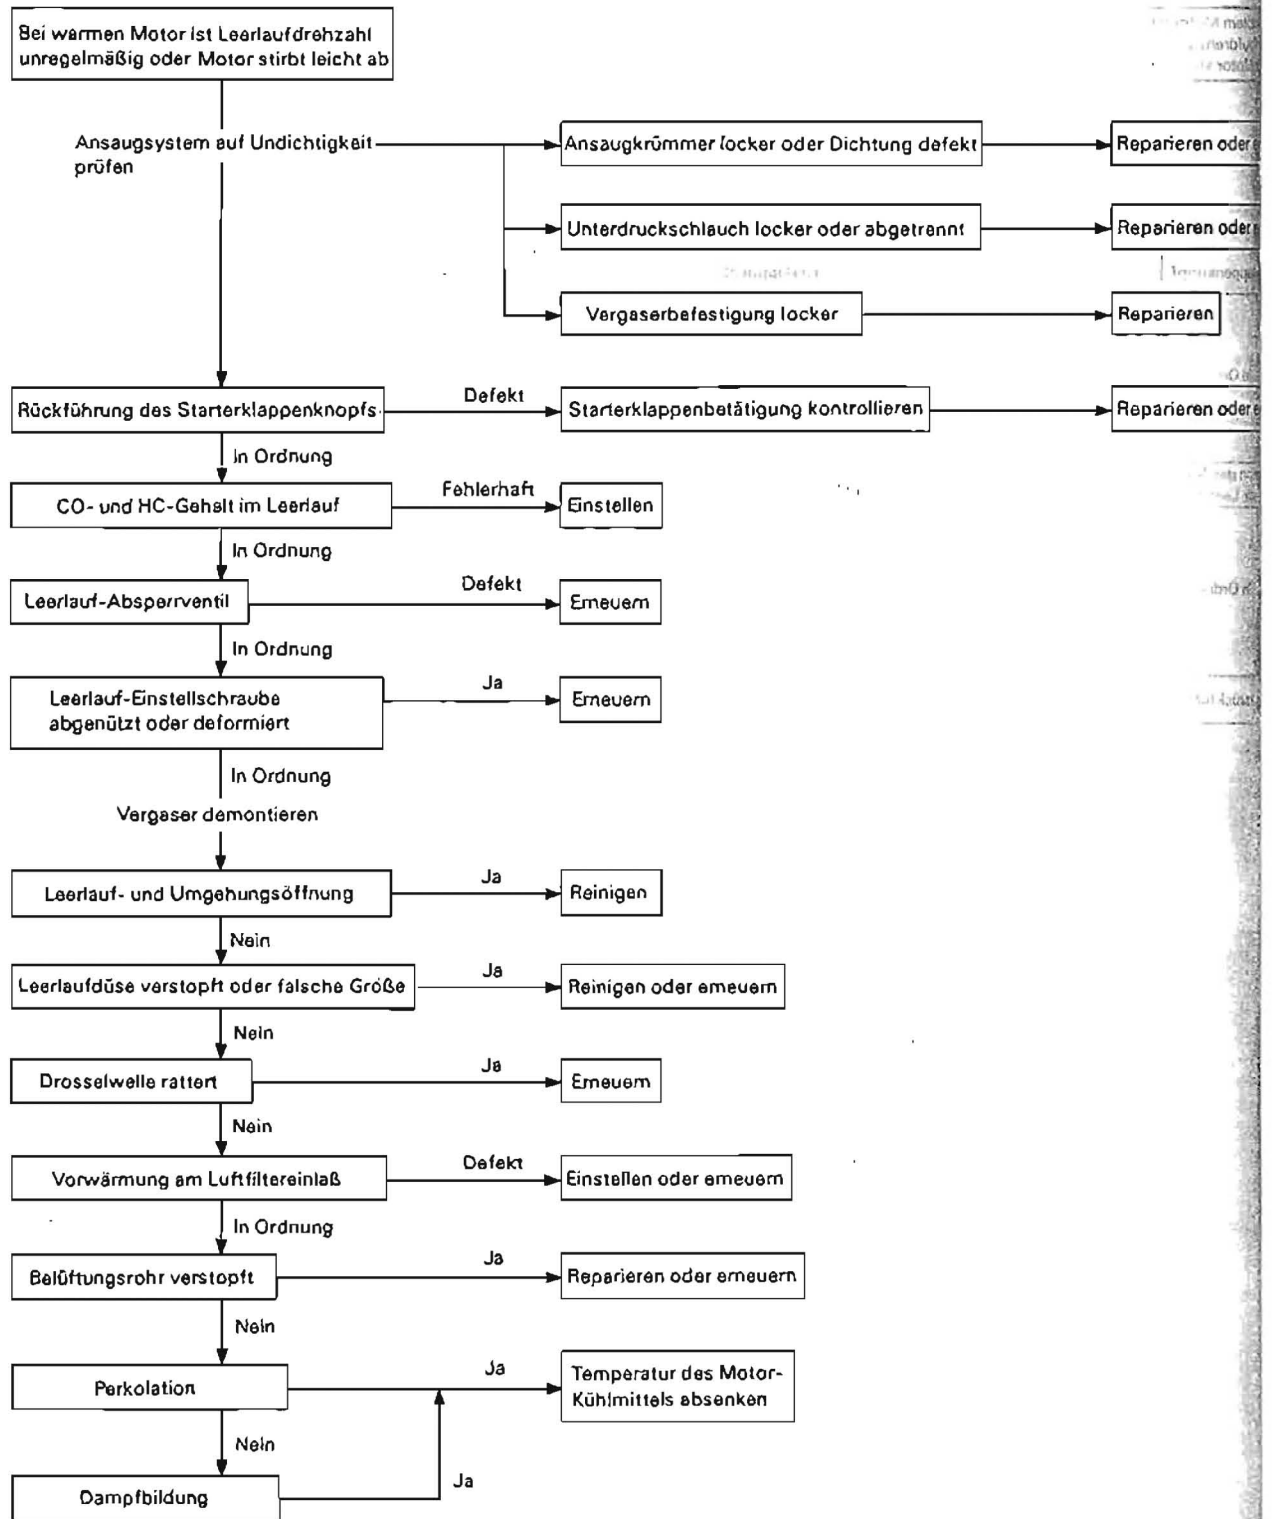 Bei warmen Motor ist Leerlaufdrehzahl
unregelmäßig oder Motor stirbt leicht ab
Ansaugsystem auf Undichtigkeit
prüfen
Ansaugkrümmer locker oder Dichtung defekt
Reparieren oder
Unterdruckschlauch locker oder abgetrennt
Reparieren oder
Vergaserbefestigung locker
Reparieren
Rückführung des Starterklappenknopfs
Defekt
Starterklappenbetätigung kontrollieren
Reparieren oder
In Ordnung
CO- und HC-Gehalt im Leerlauf
Fehlerhaft
Einstellen
In Ordnung
Leerlauf-Absperrventil
Defekt
Erneuern
In Ordnung
Leerlauf-Einstellschraube
abgenützt oder deformiert
Ja
Erneuern
In Ordnung
Vergaser demontieren
Leerlauf- und Umgehungsöffnung
Ja
Reinigen
Nein
Leerlaufdüse verstopft oder falsche Größe
Ja
Reinigen oder erneuern
Nein
Drosselwelle rattert
Ja
Erneuern
Nein
Vorwärmung am Luftfiltereinlaß
Defekt
Einstellen oder erneuern
In Ordnung
Belüftungsrohr verstopft
Ja
Reparieren oder erneuern
Nein
Perkolation
Ja
Temperatur des Motor-
Kühlmittels absenken
Nein
Dampfbildung
Ja